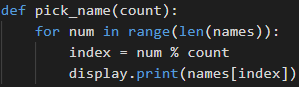 def pick_name(count):
    for num in range(len(names)):
        index = num % count
        display.print(names[index])